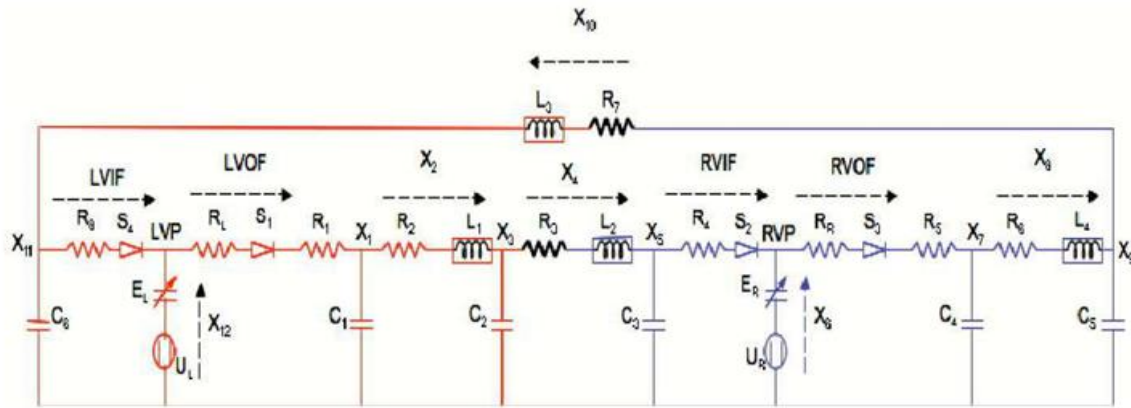 X10
L3 R7
LVIF LVOF X2 X4 RVIF RVOF X8
R9 S4 LVP RL S1 R1 X1 R2 L1 X3 R3 L2 X5 R4 S2 RVP RR S3 R5 X7 R6 L4
X11 X9
EL ER
C6 X12 C1 C2 C3 X6 C4 C5
UL UR